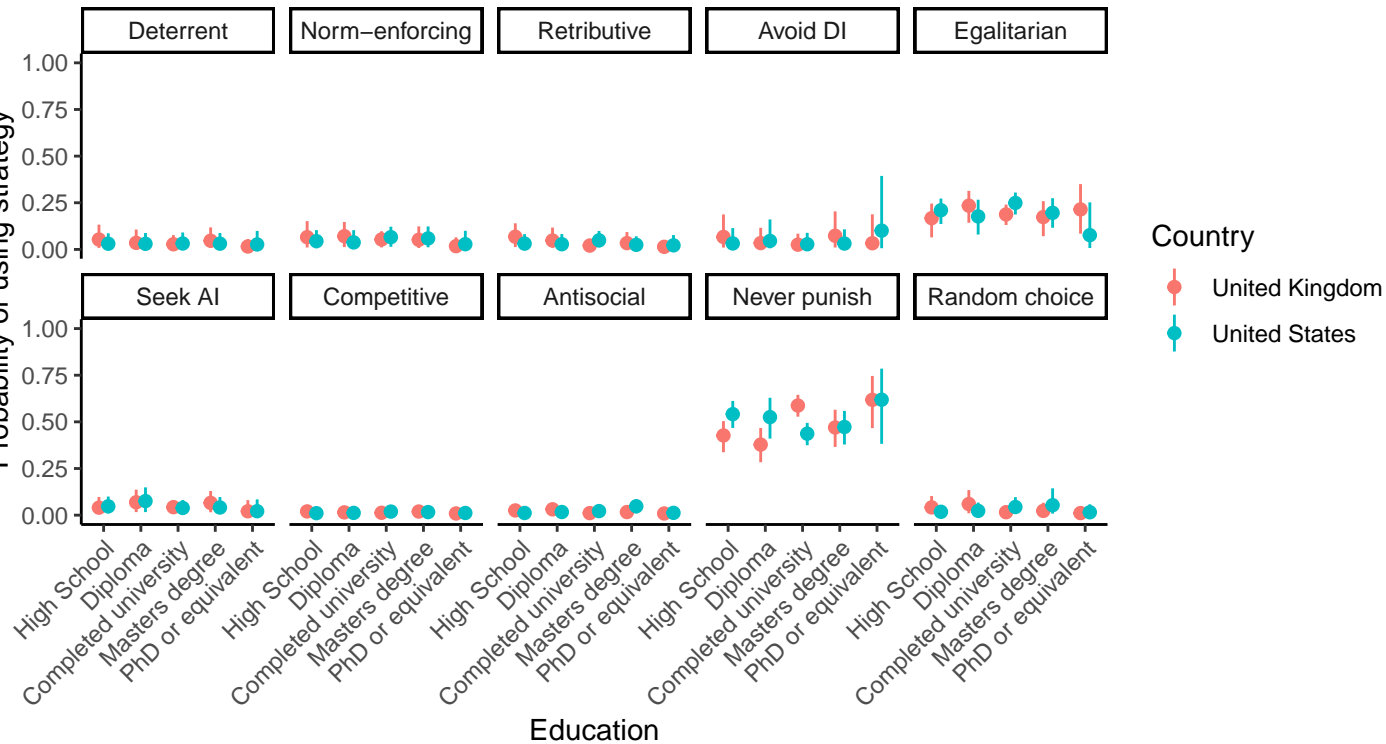 Deterrent Norm−enforcing Retributive Avoid DI Egalitarian
1.00
0.75
0.50
0.25
0.00
Seek AI Competitive Antisocial Never punish Random choice
1.00
0.75
0.50
0.25
0.00
High School Diploma Completed university Masters degree PhD or equivalent
High School Diploma Completed university Masters degree PhD or equivalent
High School Diploma Completed university Masters degree PhD or equivalent
High School Diploma Completed university Masters degree PhD or equivalent
High School Diploma Completed university Masters degree PhD or equivalent
Education
Probability of using strategy
Country
United Kingdom
United States